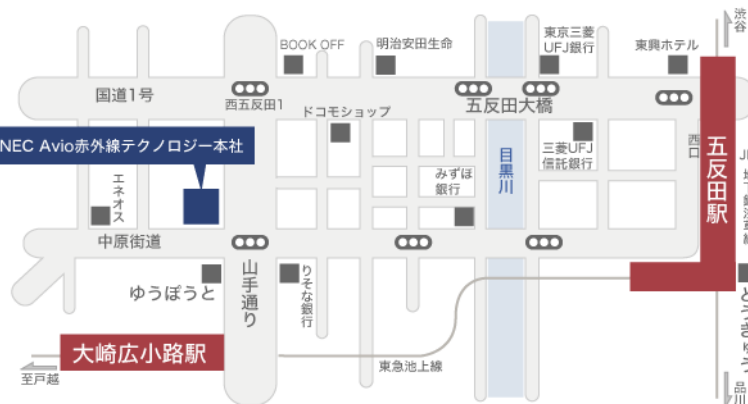 渋谷
BOOK OFF
明治安田生命
東京三菱
UFJ銀行
東興ホテル
国道1号
西五反田1
ドコモショップ
五反田大橋
NEC Avio赤外線テクノロジー本社
エネオス
みずほ
銀行
目黒川
三菱UFJ
信託銀行
西口
五反田駅
中原街道
ゆうぽうと
山手通り
りそな銀行
とうきゅう
大崎広小路駅
至戸越
東急池上線
品川